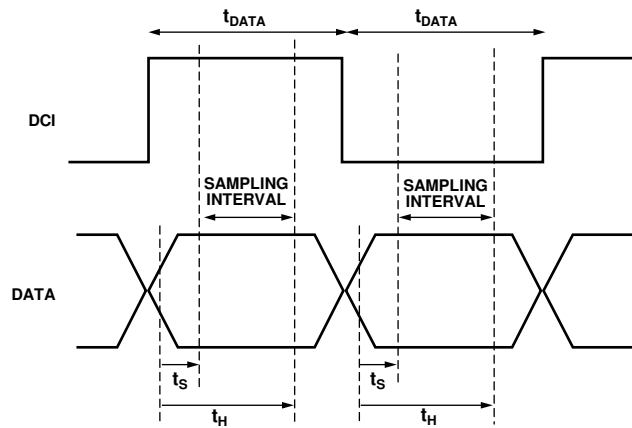 tDATA tDATA
DCI
SAMPLING INTERVAL
SAMPLING INTERVAL
DATA
tS tS
tH tH